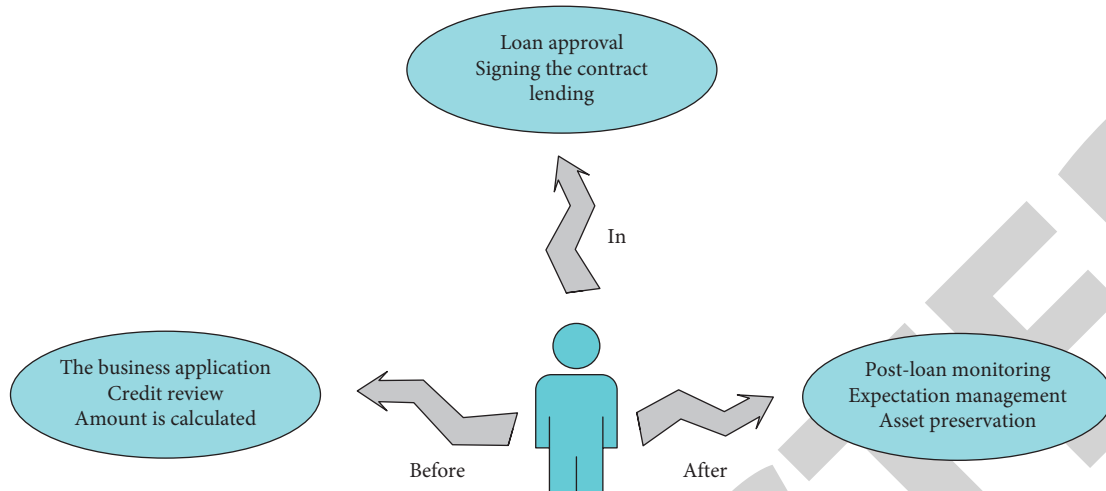 Loan approval
Signing the contract
lending
In
The business application
Credit review
Amount is calculated
Before
After
Post-loan monitoring
Expectation management
Asset preservation